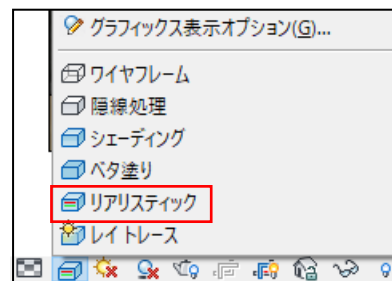 グラフィックス表示オプション(G)...
ワイヤフレーム
隠線処理
シェーディング
ベタ塗り
リアリスティック
レイ トレース